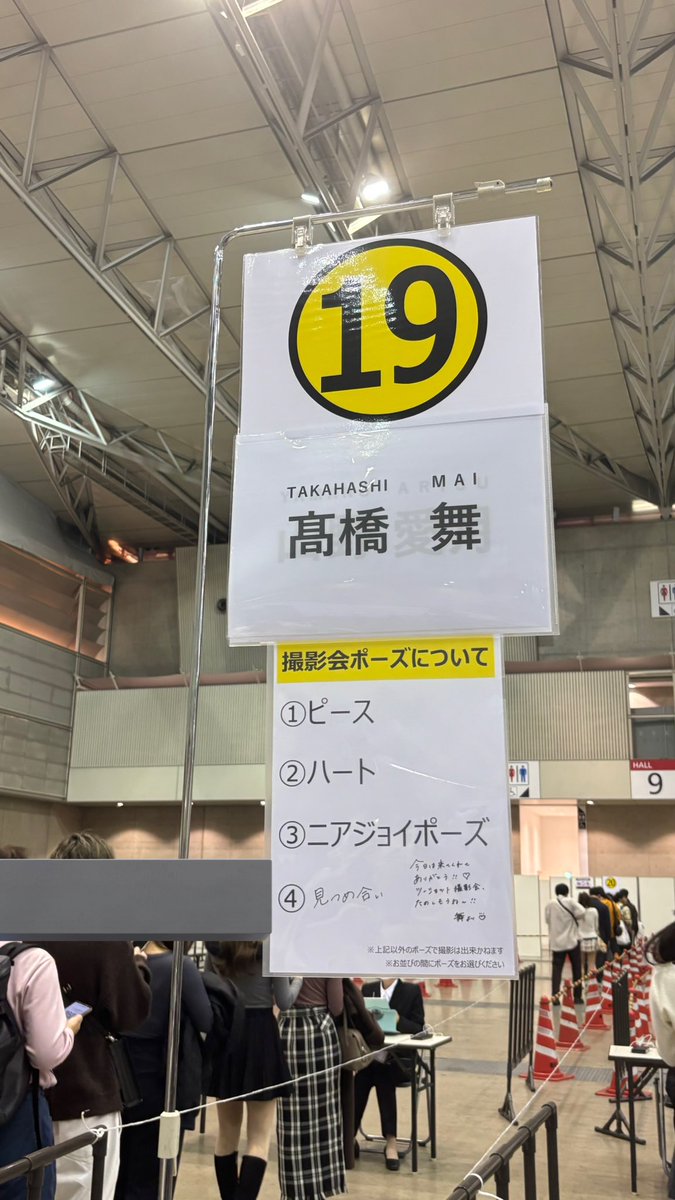 19
TAKAHASHI MAI
髙橋 舞
撮影会ポーズについて
①ピース
②ハート
③ニアジョイポーズ
④見つめ合い
今日は来てくれて
ありがとう!!♡
ツーショット撮影会、
たのしもうねー!!
舞
※上記以外のポーズで撮影は出来かねます
※お並びの間にポーズをお選びください
HALL
9
20